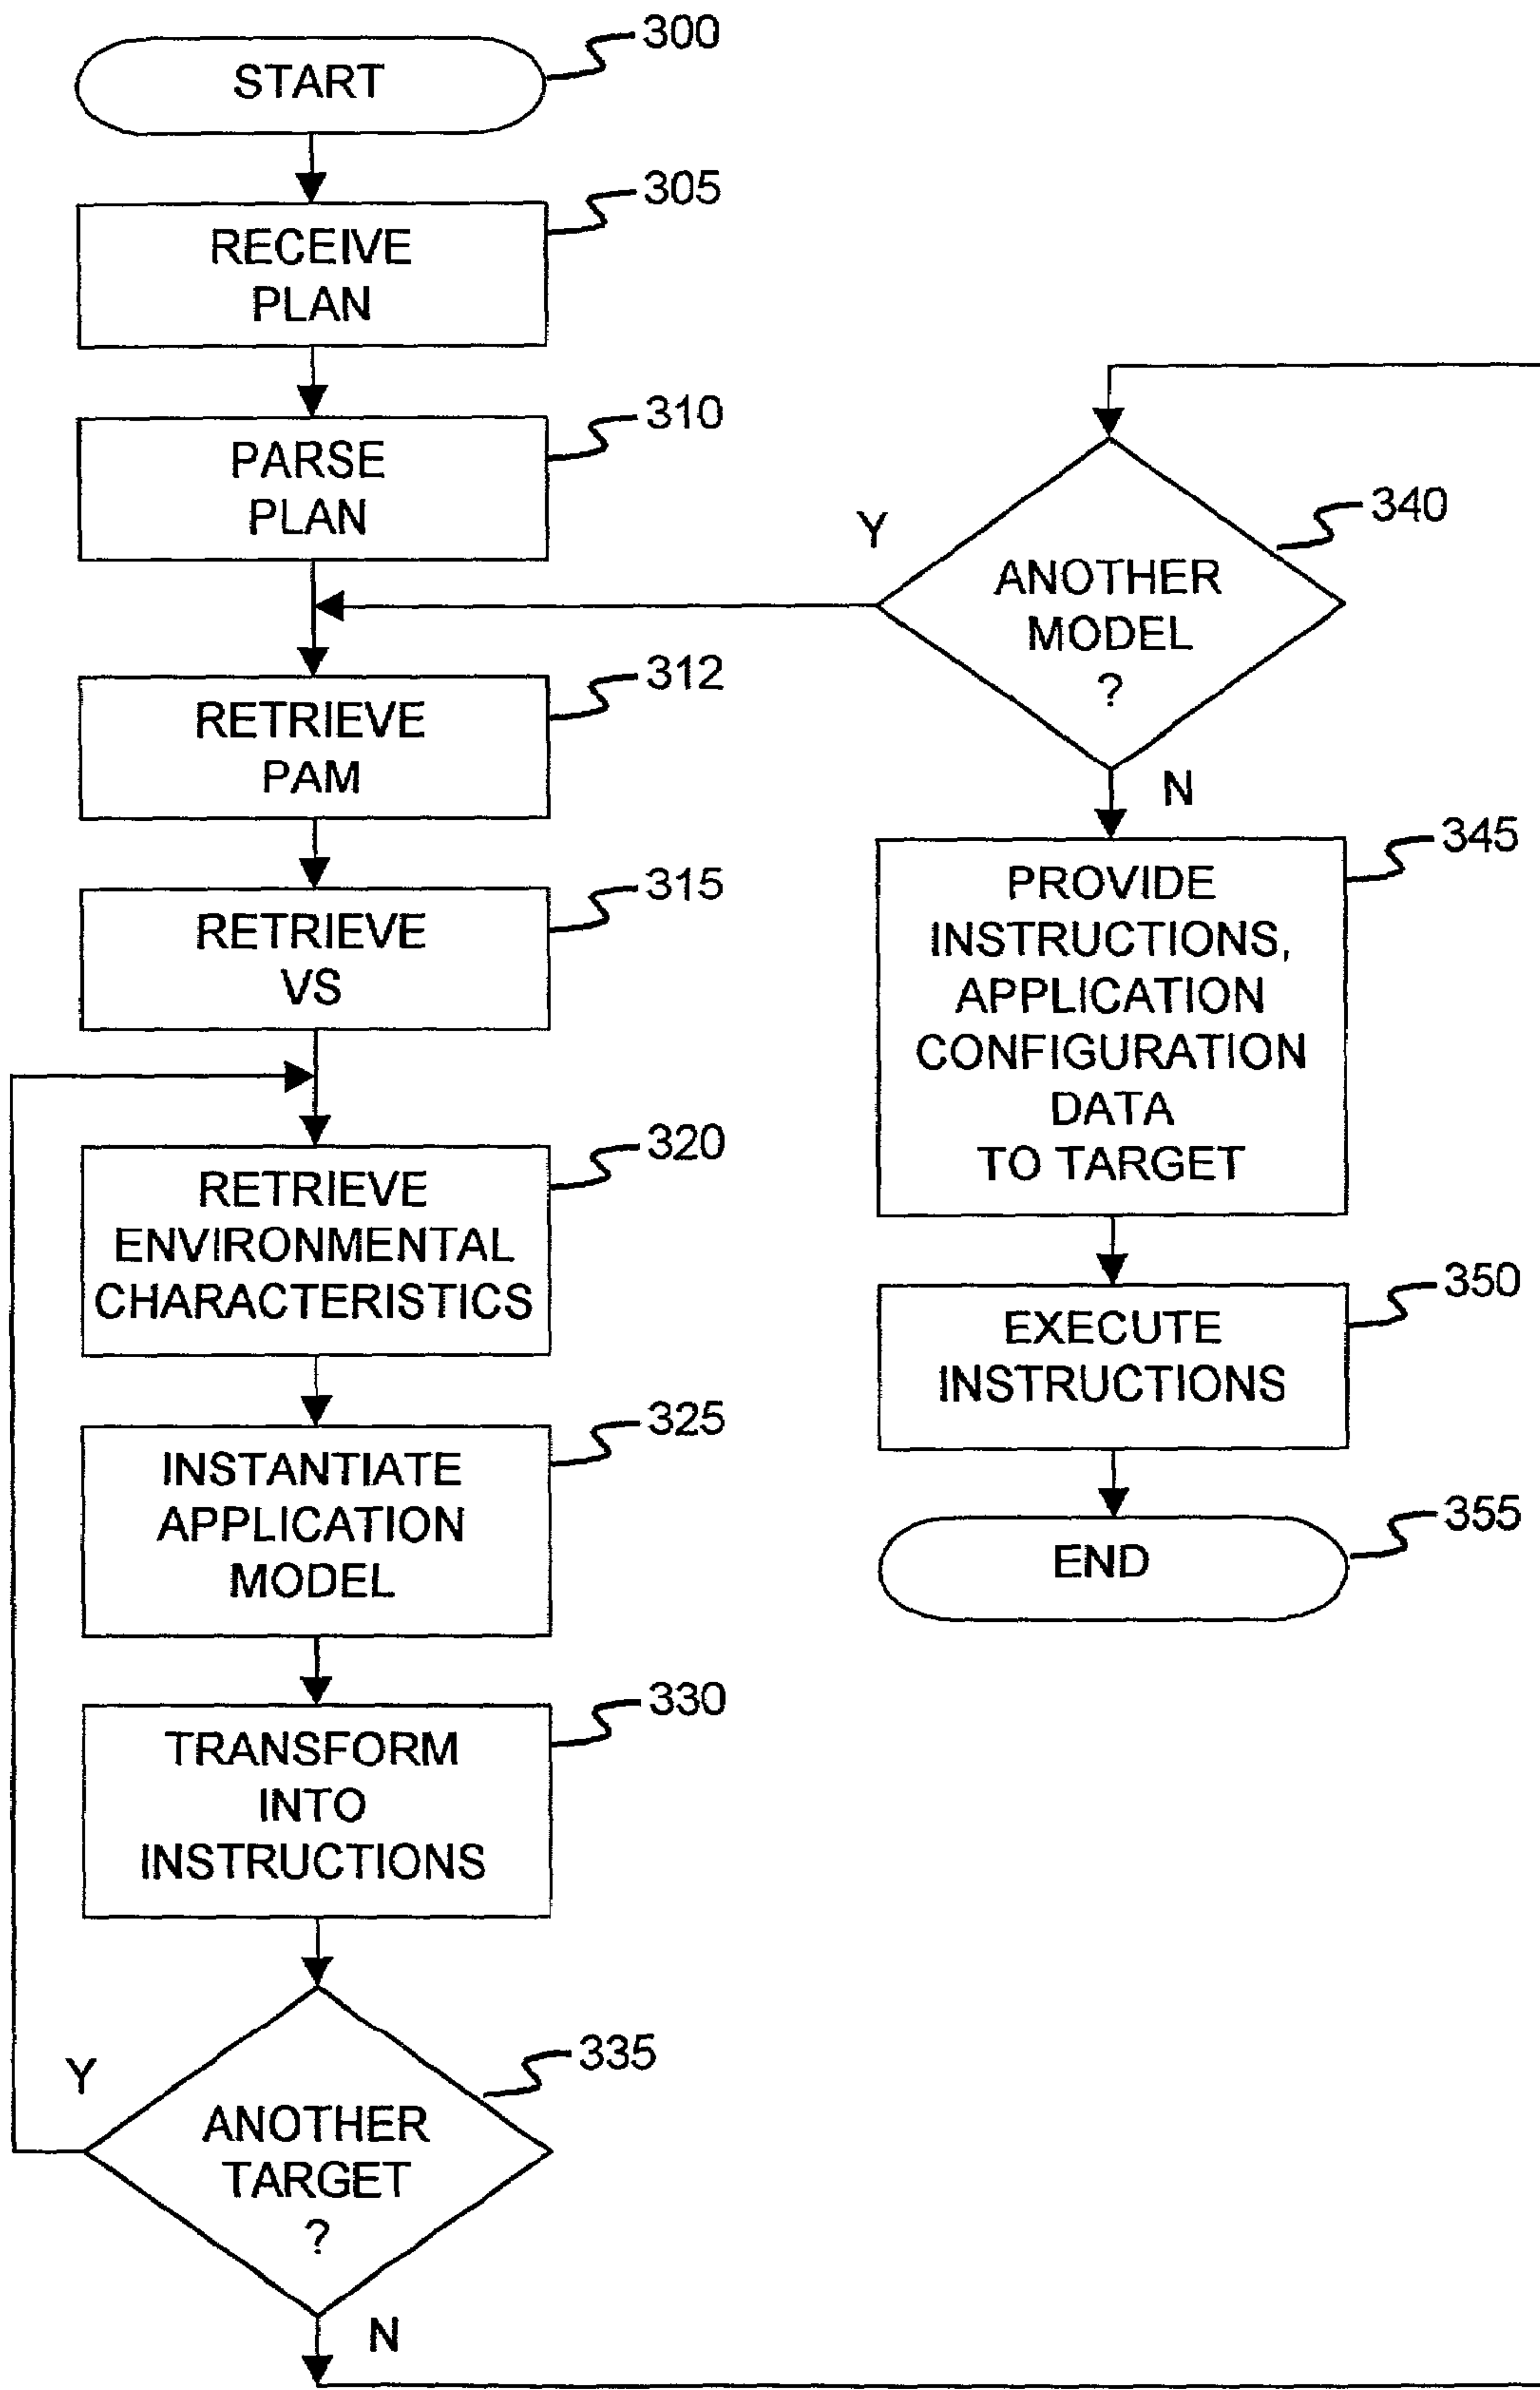 START
300
RECEIVE
PLAN
305
PARSE
PLAN
310
RETRIEVE
PAM
312
RETRIEVE
VS
315
RETRIEVE
ENVIRONMENTAL
CHARACTERISTICS
320
INSTANTIATE
APPLICATION
MODEL
325
TRANSFORM
INTO
INSTRUCTIONS
330
ANOTHER
TARGET
?
335
Y
N
ANOTHER
MODEL
?
340
Y
N
PROVIDE
INSTRUCTIONS,
APPLICATION
CONFIGURATION
DATA
TO TARGET
345
EXECUTE
INSTRUCTIONS
350
END
355